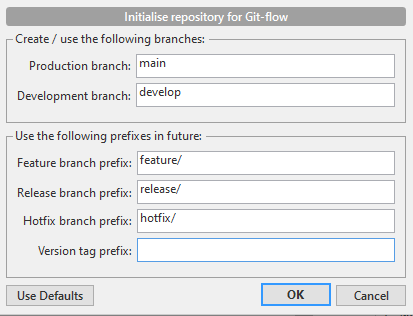 Initialise repository for Git-flow
Create / use the following branches:
Production branch: main
Development branch: develop
Use the following prefixes in future:
Feature branch prefix: feature/
Release branch prefix: release/
Hotfix branch prefix: hotfix/
Version tag prefix:
Use Defaults OK Cancel